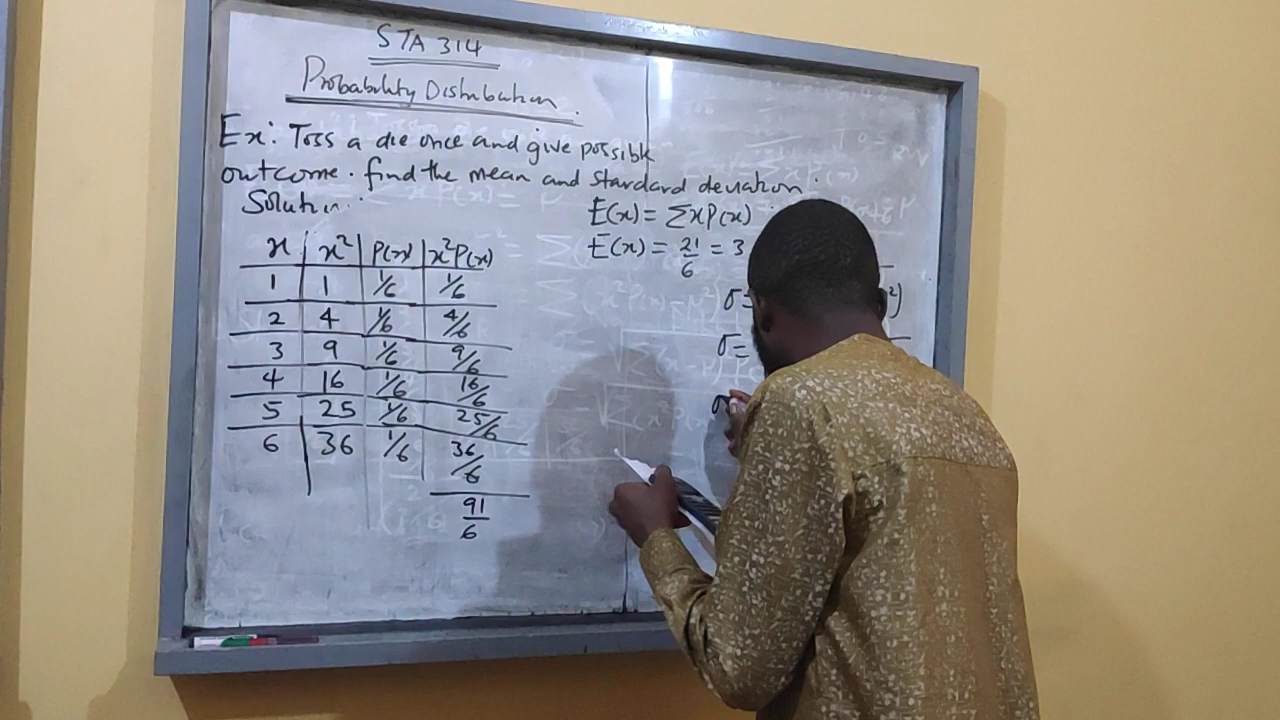 STA 314
Probability Distribution.
Ex: Toss a die once and give possible
outcome. find the mean and standard deviation.
Solution:
x | x² | P(x) | x²P(x)
1 | 1 | 1/6 | 1/6
2 | 4 | 1/6 | 4/6
3 | 9 | 1/6 | 9/6
4 | 16 | 1/6 | 16/6
5 | 25 | 1/6 | 25/6
6 | 36 | 1/6 | 36/6
91/6
E(x) = ΣxP(x)
E(x) = 21/6 = 3
σ=
σ=
σ